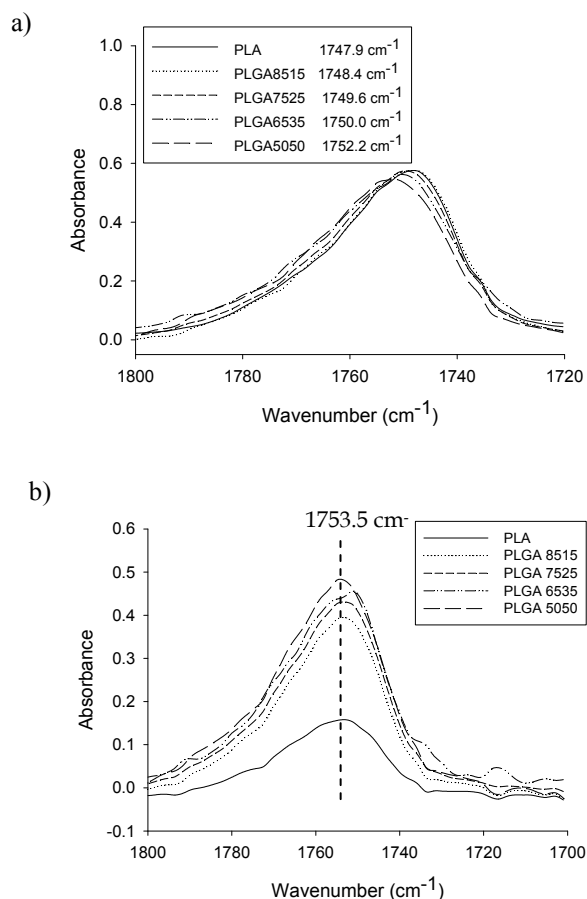 a)
1.0
0.8
0.6
0.4
0.2
0.0
Absorbance
PLA 1747.9 cm-1
PLGA8515 1748.4 cm-1
PLGA7525 1749.6 cm-1
PLGA6535 1750.0 cm-1
PLGA5050 1752.2 cm-1
1800 1780 1760 1740 1720
Wavenumber (cm-1)
b)
1753.5 cm-
0.6
0.5
0.4
0.3
0.2
0.1
0.0
-0.1
Absorbance
PLA
PLGA 8515
PLGA 7525
PLGA 6535
PLGA 5050
1800 1780 1760 1740 1720 1700
Wavenumber (cm-1)